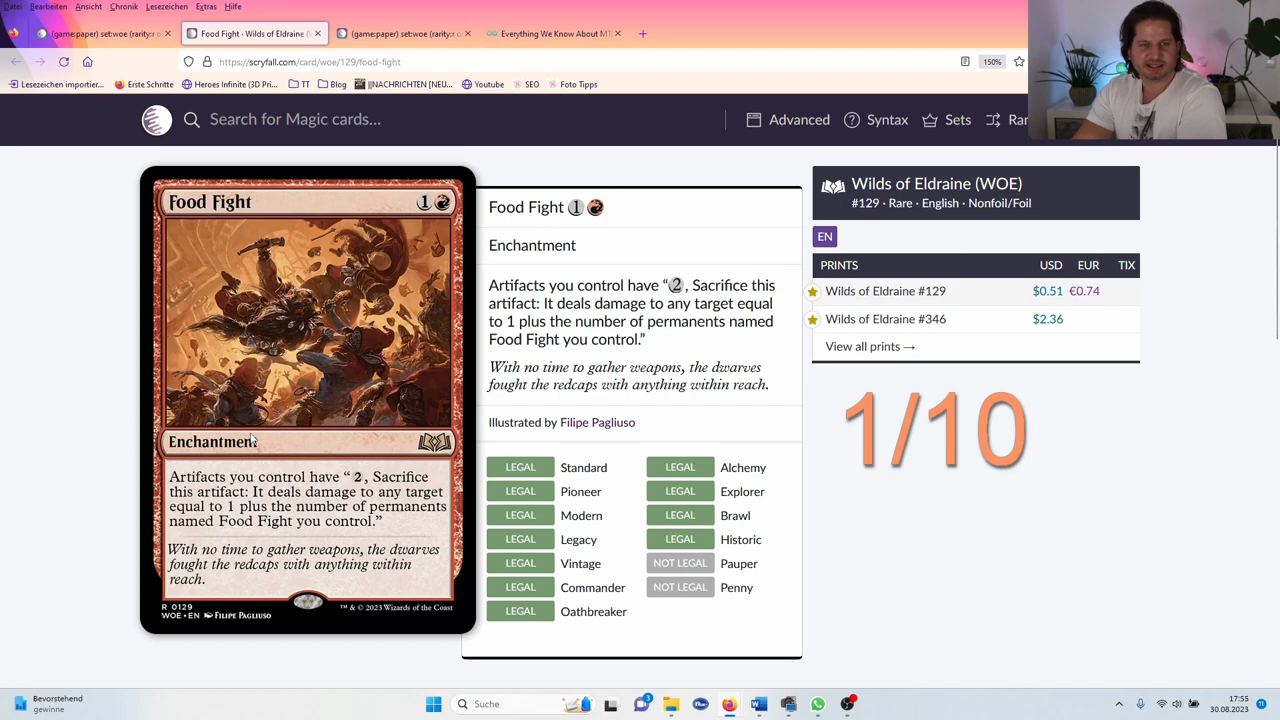 Datei Bearbeiten Ansicht Chronik Lesezeichen Extras Hilfe
(game:paper) set:woe (rarity:r o
Food Fight · Wilds of Eldraine (
(game:paper) set:woe (rarity:r o
Everything We Know About MT
https://scryfall.com/card/woe/129/food-fight
150%
Lesezeichen importier... Erste Schritte Heroes Infinite (3D Pri... TT Blog ||NACHRICHTEN [NEU... Youtube SEO Foto Tipps
Search for Magic cards...
Advanced Syntax Sets Ran
Food Fight 1
Enchantment
Artifacts you control have “2, Sacrifice
this artifact: It deals damage to any target
equal to 1 plus the number of permanents
named Food Fight you control.”
With no time to gather weapons, the dwarves
fought the redcaps with anything within
reach.
R 0129
WOE • EN FILIPE PAGLIUSO
™ & © 2023 Wizards of the Coast
Food Fight 1
Enchantment
Artifacts you control have “2, Sacrifice this
artifact: It deals damage to any target equal
to 1 plus the number of permanents named
Food Fight you control.”
With no time to gather weapons, the dwarves
fought the redcaps with anything within reach.
Illustrated by Filipe Pagliuso
LEGAL Standard LEGAL Alchemy
LEGAL Pioneer LEGAL Explorer
LEGAL Modern LEGAL Brawl
LEGAL Legacy LEGAL Historic
LEGAL Vintage NOT LEGAL Pauper
LEGAL Commander NOT LEGAL Penny
LEGAL Oathbreaker
Wilds of Eldraine (WOE)
#129 · Rare · English · Nonfoil/Foil
EN
PRINTS USD EUR TIX
Wilds of Eldraine #129 $0.51 €0.74
Wilds of Eldraine #346 $2.36
View all prints →
1/10
Bevorstehend
gewinne
Suche
3
17:55
30.08.2023
11